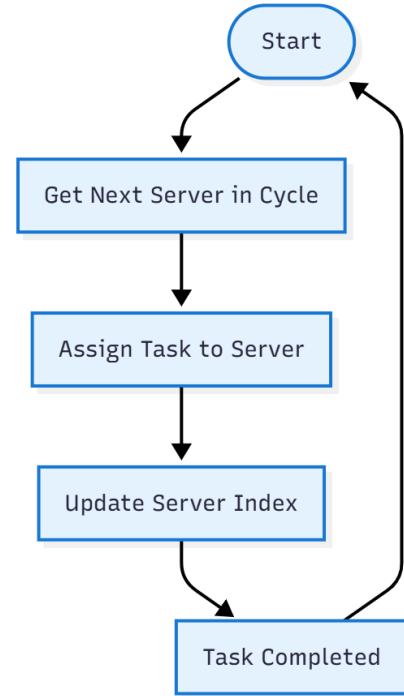 Start
Get Next Server in Cycle
Assign Task to Server
Update Server Index
Task Completed